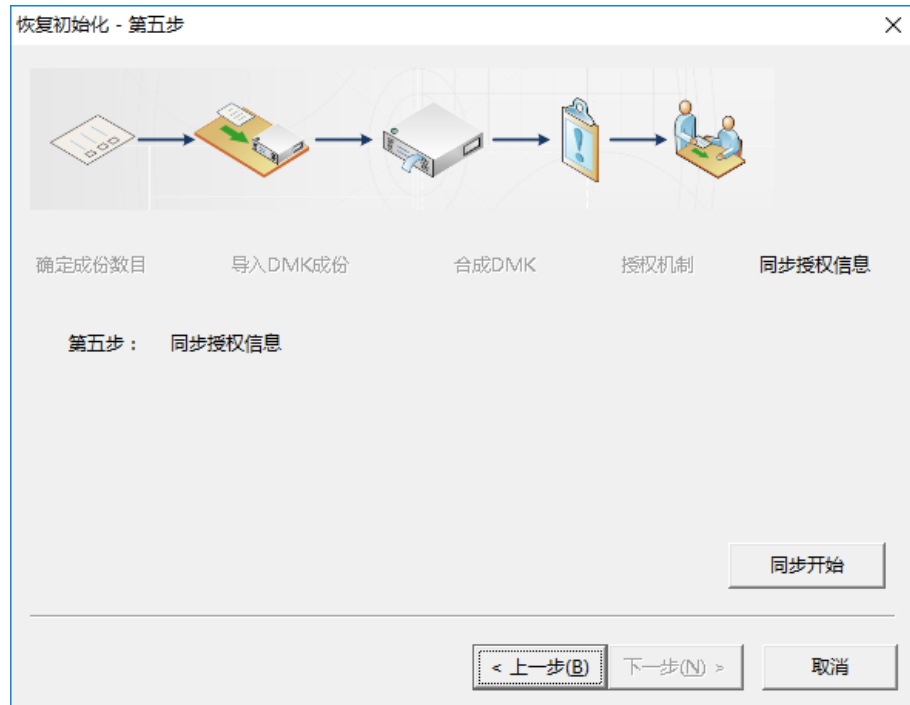 恢复初始化 - 第五步
确定成份数目 导入DMK成份 合成DMK 授权机制 同步授权信息
第五步： 同步授权信息
同步开始
< 上一步(B) 下一步(N) > 取消